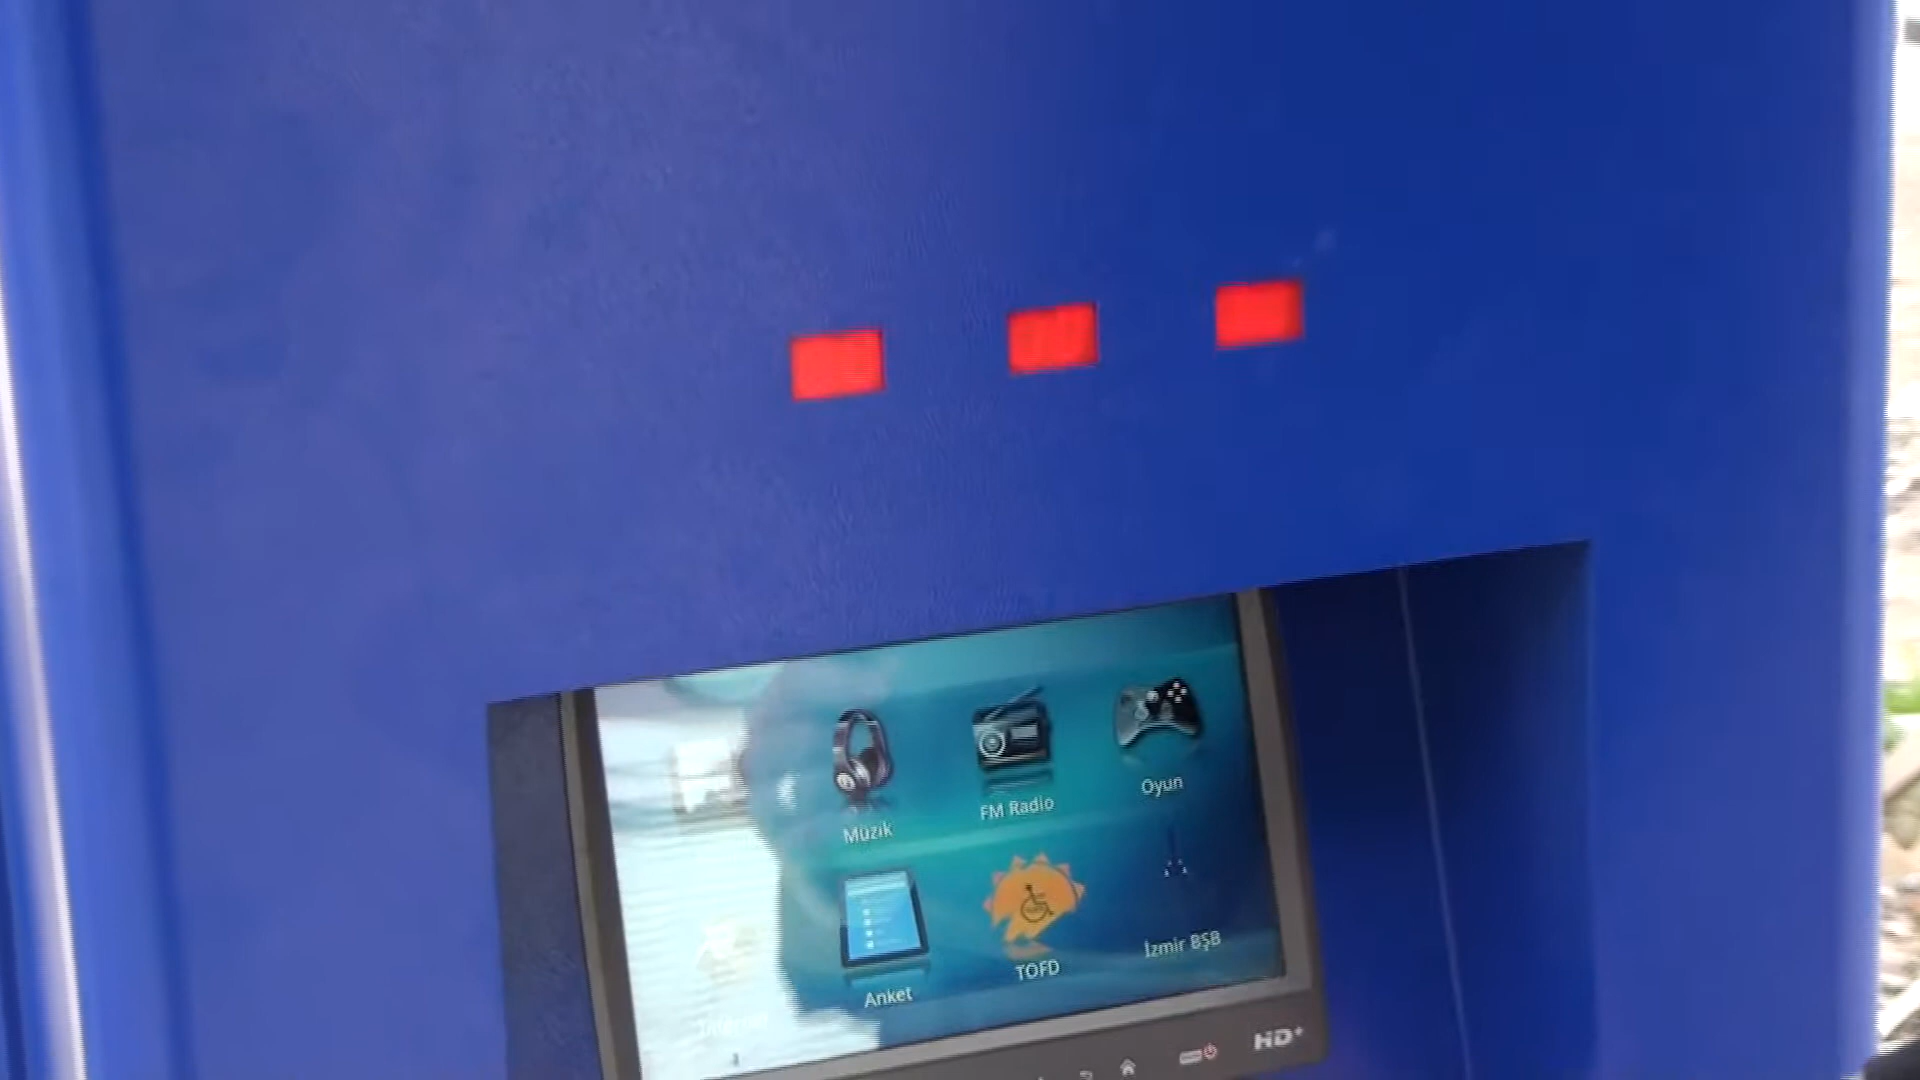 Müzik
FM Radio
Oyun
Anket
TOFD
İzmir BŞB
HD+